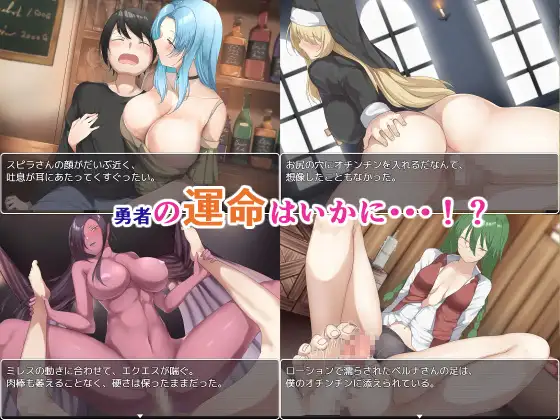 スピラさんの顔がだいぶ近く、
吐息が耳にあたってくすぐったい。
お尻の穴にオチンチンを入れるだなんて、
想像したこともなかった。
勇者の運命はいかに・・・！？
ミレスの動きに合わせて、エクエスが喘ぐ。
肉棒も萎えることなく、硬さは保ったままだった。
ローションで濡らされたベルナさんの足は、
僕のオチンチンに添えられている。